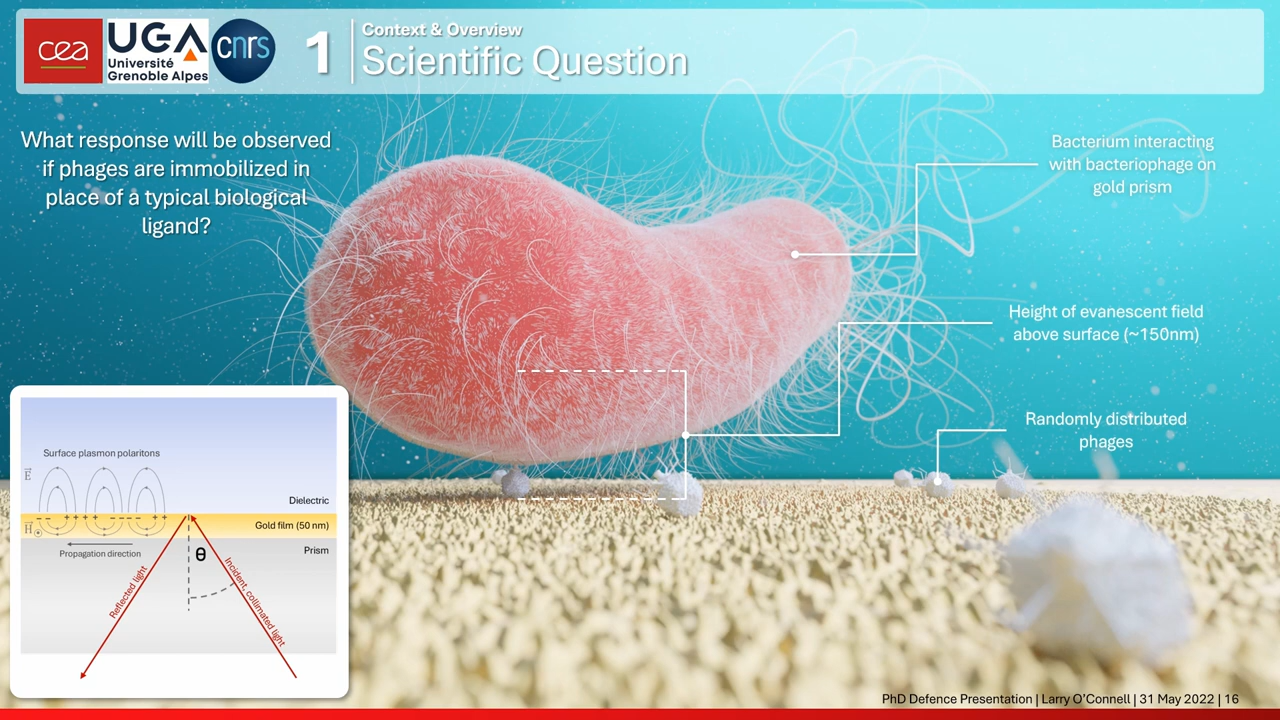 cea
UGA
Université
Grenoble Alpes
cnrs
1
Context & Overview
Scientific Question
What response will be observed
if phages are immobilized in
place of a typical biological
ligand?
Bacterium interacting
with bacteriophage on
gold prism
Height of evanescent field
above surface (~150nm)
Randomly distributed
phages
Surface plasmon polaritons
E
Dielectric
- - + + + + - - - - - + +
H
Gold film (50 nm)
Propagation direction
Prism
θ
Reflected light
Incident, collimated light
PhD Defence Presentation | Larry O'Connell | 31 May 2022 | 16